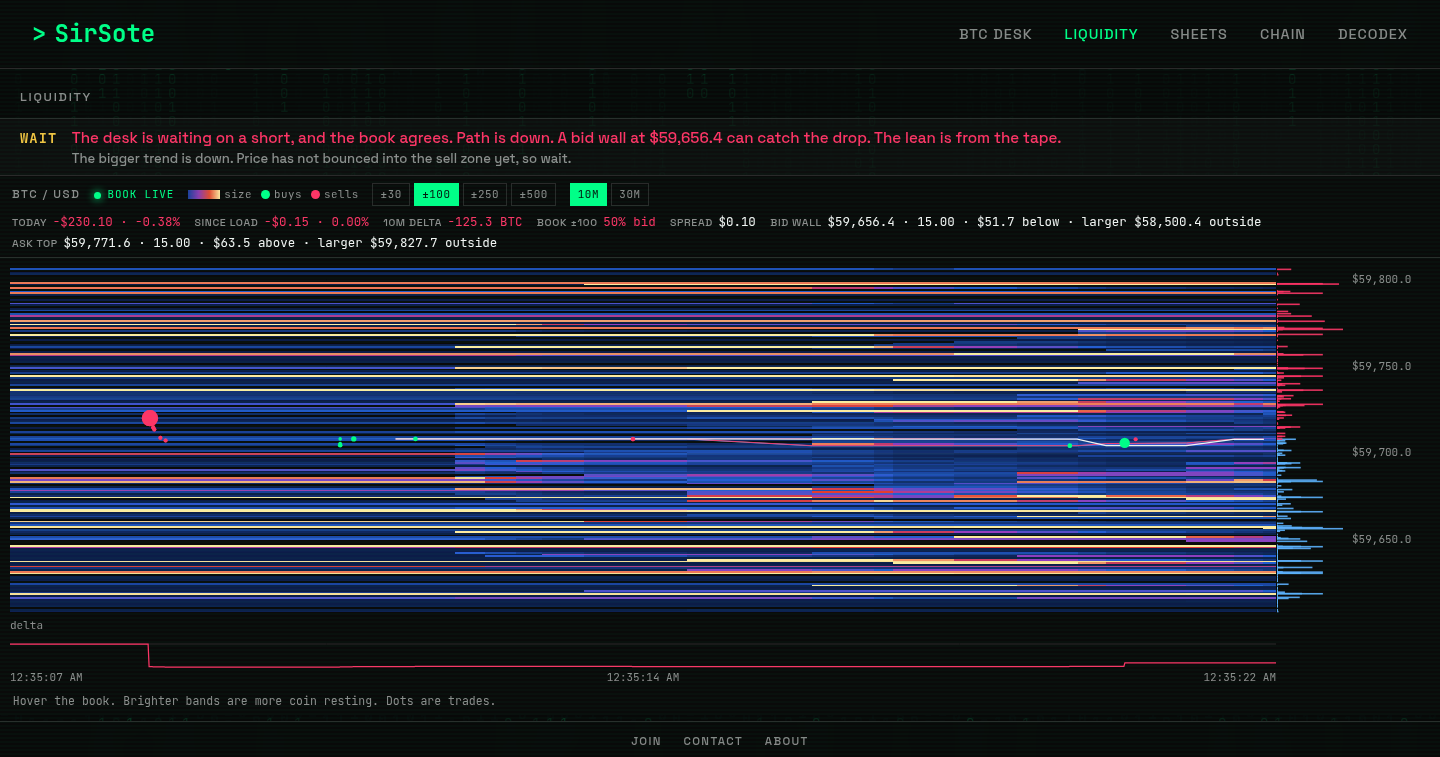 > SirSote
BTC DESK LIQUIDITY SHEETS CHAIN DECODEX
LIQUIDITY
WAIT The desk is waiting on a short, and the book agrees. Path is down. A bid wall at $59,656.4 can catch the drop. The lean is from the tape.
The bigger trend is down. Price has not bounced into the sell zone yet, so wait.
BTC / USD BOOK LIVE size buys sells ±30 ±100 ±250 ±500 10M 30M
TODAY -$230.10 · -0.38% SINCE LOAD -$0.15 · 0.00% 10M DELTA -125.3 BTC BOOK ±100 50% bid SPREAD $0.10 BID WALL $59,656.4 · 15.00 · $51.7 below · larger $58,500.4 outside
ASK TOP $59,771.6 · 15.00 · $63.5 above · larger $59,827.7 outside
$59,800.0
$59,750.0
$59,700.0
$59,650.0
delta
12:35:07 AM 12:35:14 AM 12:35:22 AM
Hover the book. Brighter bands are more coin resting. Dots are trades.
JOIN CONTACT ABOUT